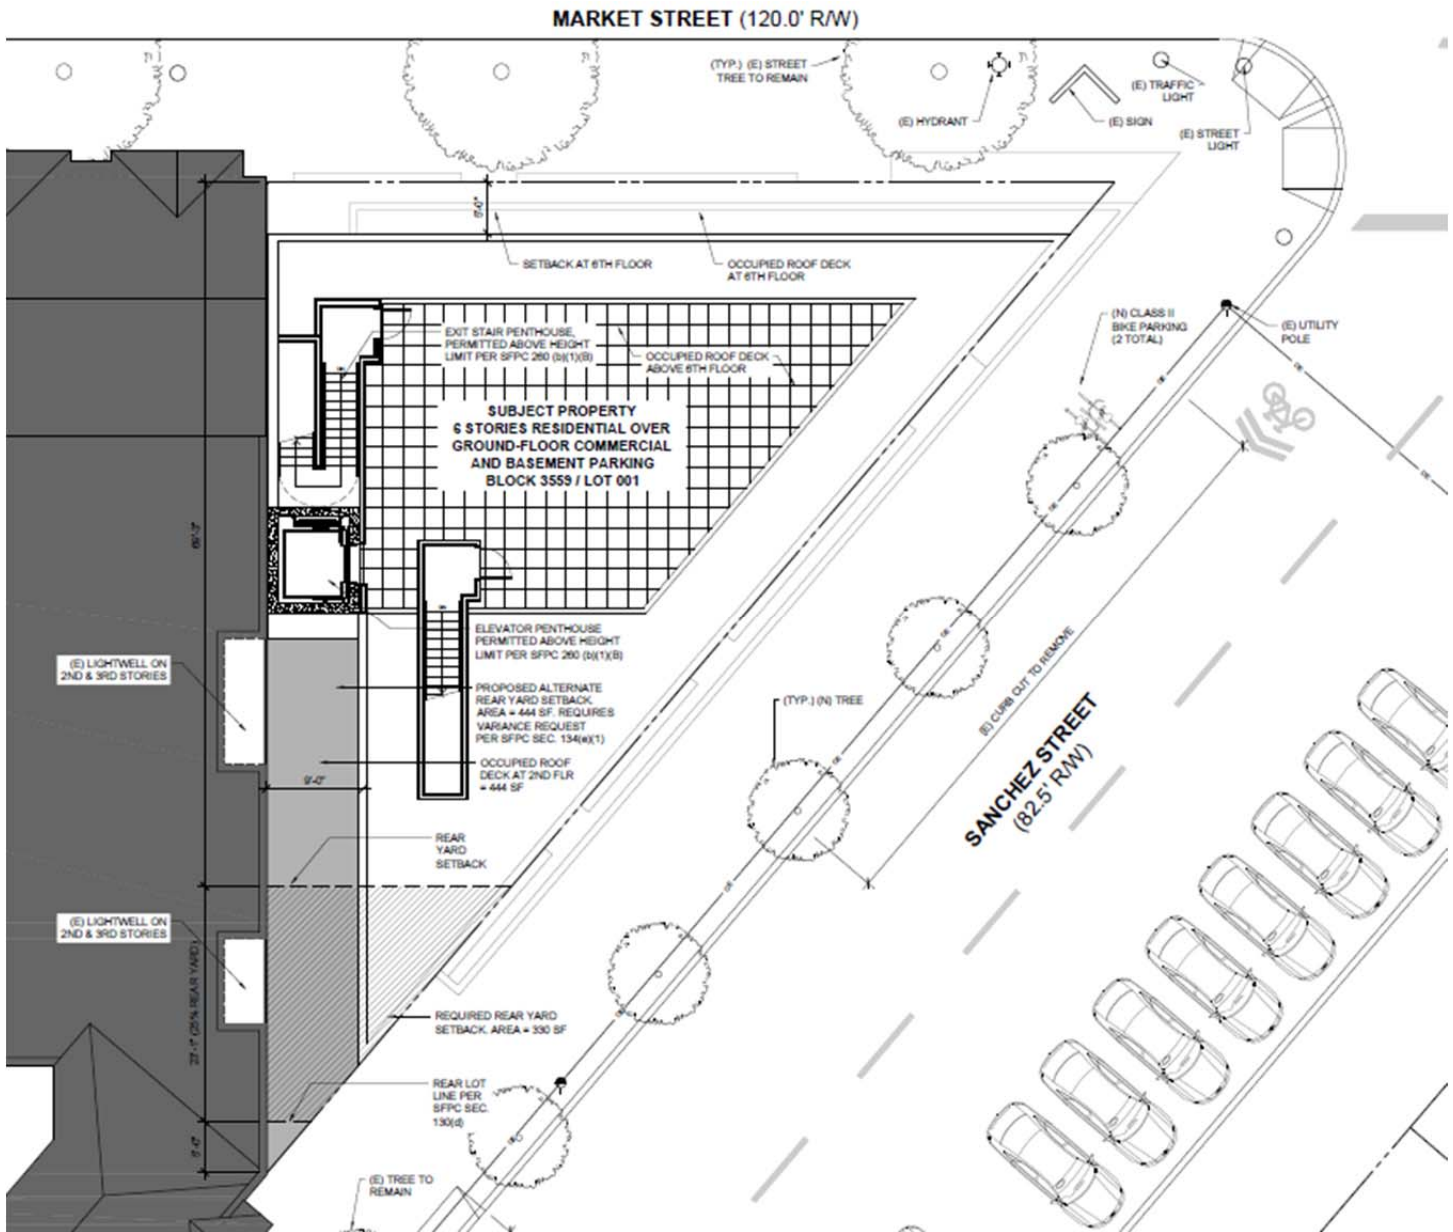 MARKET STREET (120.0' R/W)
(TYP.) (E) STREET
TREE TO REMAIN
(E) HYDRANT
(E) SIGN
(E) TRAFFIC
LIGHT
(E) STREET
LIGHT
SETBACK AT 6TH FLOOR
OCCUPIED ROOF DECK
AT 6TH FLOOR
EXIT STAIR PENTHOUSE,
PERMITTED ABOVE HEIGHT
LIMIT PER SFPC 260 (b)(1)(B)
OCCUPIED ROOF DECK
ABOVE 6TH FLOOR
(N) CLASS II
BIKE PARKING
(2 TOTAL)
(E) UTILITY
POLE
SUBJECT PROPERTY
6 STORIES RESIDENTIAL OVER
GROUND-FLOOR COMMERCIAL
AND BASEMENT PARKING
BLOCK 3559 / LOT 001
ELEVATOR PENTHOUSE
PERMITTED ABOVE HEIGHT
LIMIT PER SFPC 260 (b)(1)(B)
(E) LIGHTWELL ON
2ND & 3RD STORIES
PROPOSED ALTERNATE
REAR YARD SETBACK.
AREA = 444 SF. REQUIRES
VARIANCE REQUEST
PER SFPC SEC. 134(e)(1)
(TYP.) (N) TREE
(E) CURB CUT TO REMOVE
SANCHEZ STREET
(82.5' R/W)
OCCUPIED ROOF
DECK AT 2ND FLR
= 444 SF
9'-0"
REAR
YARD
SETBACK
(E) LIGHTWELL ON
2ND & 3RD STORIES
REQUIRED REAR YARD
SETBACK. AREA = 330 SF
REAR LOT
LINE PER
SFPC SEC.
130(d)
(E) TREE TO
REMAIN